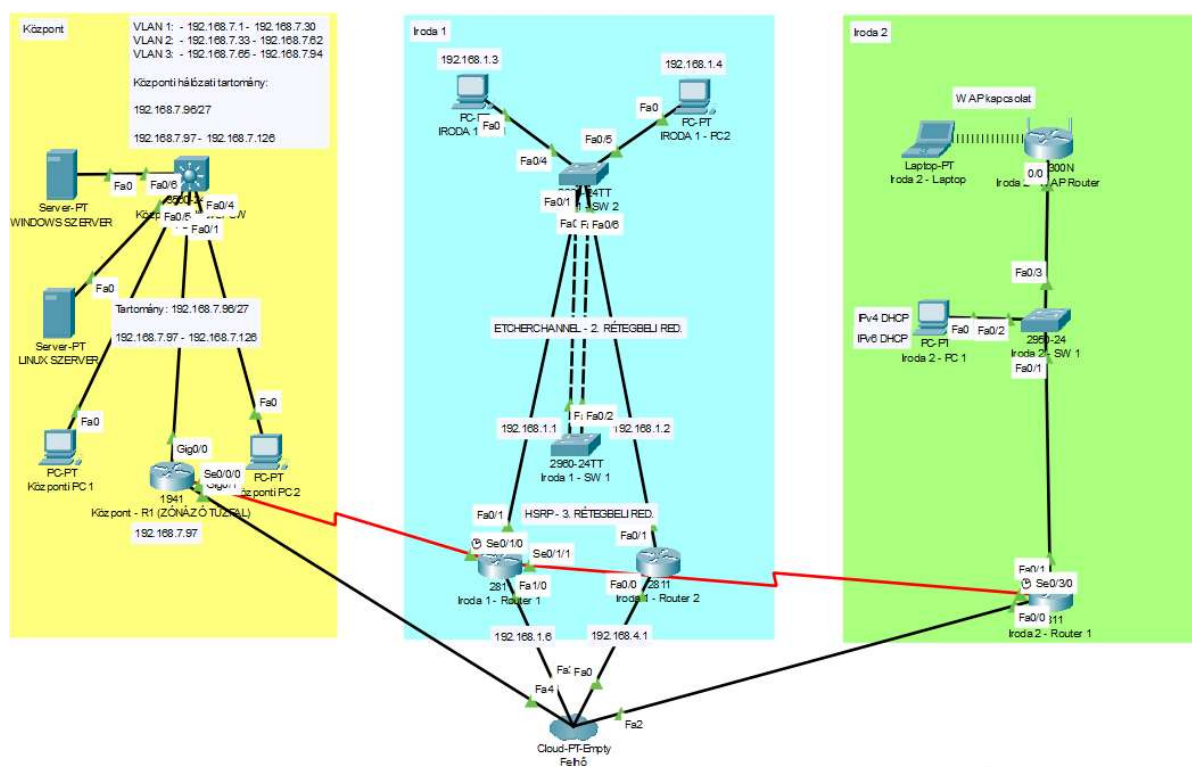 Központ
VLAN 1: - 192.168.7.1 - 192.168.7.30
VLAN 2: - 192.168.7.33 - 192.168.7.62
VLAN 3: - 192.168.7.65 - 192.168.7.94
Központi hálózati tartomány:
192.168.7.96/27
192.168.7.97 - 192.168.7.126
Fa0
Fa0/6
Server-PT
WINDOWS SZERVER
Fa0/4
Fa0/5
Fa0/1
Fa0
Server-PT
LINUX SZERVER
Tartomány: 192.168.7.96/27
192.168.7.97 - 192.168.7.126
Fa0
Fa0
PC-PT
Központi PC 1
Gig0/0
Se0/0/0
PC-PT
1941
Központ - R1 (ZÓNÁZÓ TŰZFAL)
192.168.7.97
Iroda 1
192.168.1.3
192.168.1.4
Fa0
Fa0
IRODA 1
PC-PT
IRODA 1 - PC2
Fa0/4
Fa0/5
Fa0/1
Fa0/6
ETCHERCHANNEL - 2. RÉTEGBELI RED.
Fa0/2
192.168.1.1
192.168.1.2
2960-24TT
Iroda 1 - SW 1
HSRP - 3. RÉTEGBELI RED.
Fa0/1
Fa0/1
Se0/1/0
Se0/1/1
Fa1/0
Iroda 1 - Router 1
Fa0/0
2811
Iroda 1 - Router 2
192.168.1.6
192.168.4.1
Fa4
Fa0
Fa2
Cloud-PT-Empty
Felhő
Iroda 2
WAP kapcsolat
Laptop-PT
Iroda 2 - Laptop
0/0
Fa0/3
IPv4 DHCP
IPv6 DHCP
Fa0
Fa0/2
PC-PT
Iroda 2 - PC 1
2950-24
Iroda 2 - SW 1
Fa0/1
Fa0/1
Se0/3/0
Fa0/0
Iroda 2 - Router 1